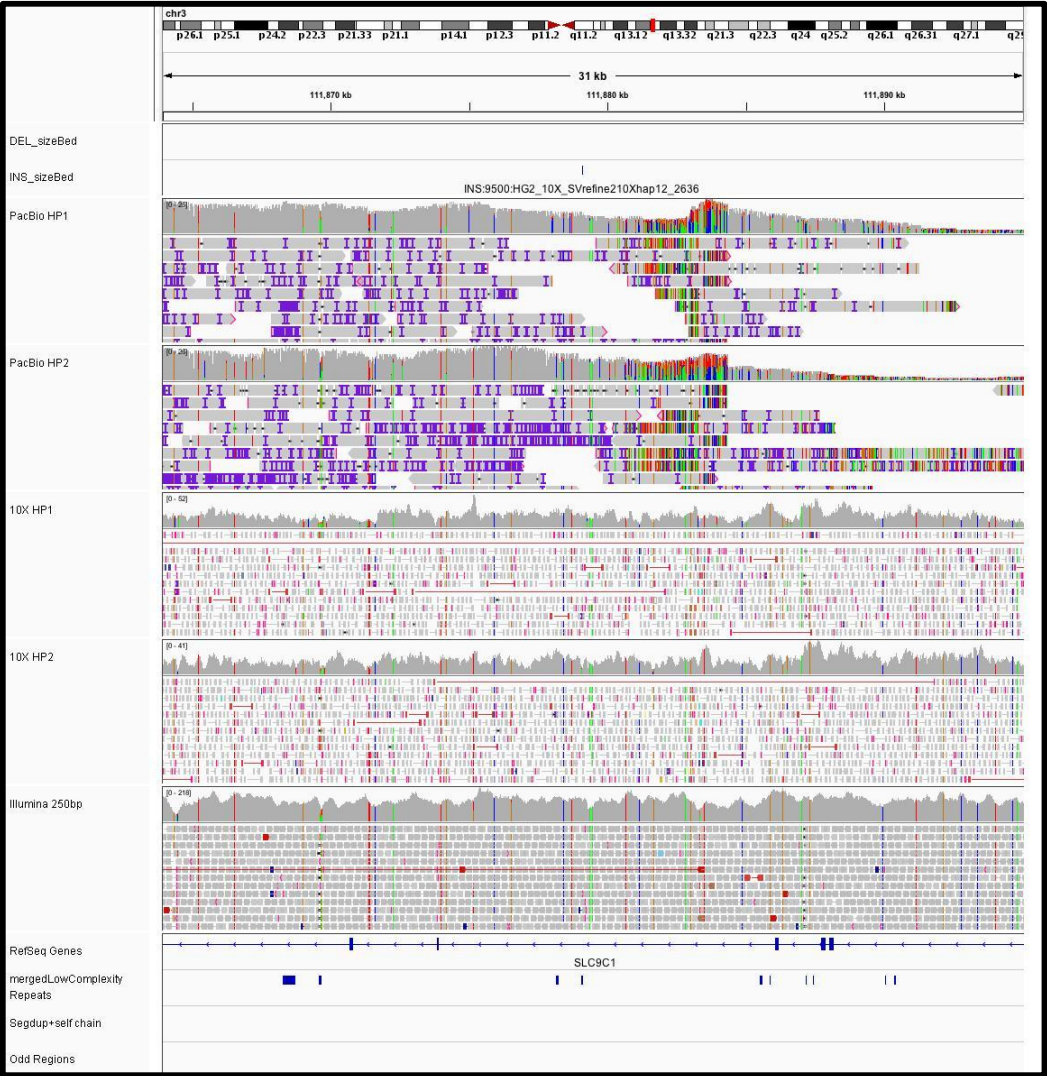 chr3
p26.1 p25.1 p24.2 p22.3 p21.33 p21.1 p14.1 p12.3 p11.2 q11.2 q13.12 q13.32 q21.3 q22.3 q24 q25.2 q26.1 q26.31 q27.1 q29
31 kb
111,870 kb 111,880 kb 111,890 kb
DEL_sizeBed
INS_sizeBed
INS:9500:HG2_10X_SVrefine210Xhap12_2636
PacBio HP1
PacBio HP2
10X HP1
[0 - 52]
10X HP2
[0 - 41]
Illumina 250bp
[0 - 218]
RefSeq Genes
SLC9C1
mergedLowComplexity
Repeats
Segdup+self chain
Odd Regions